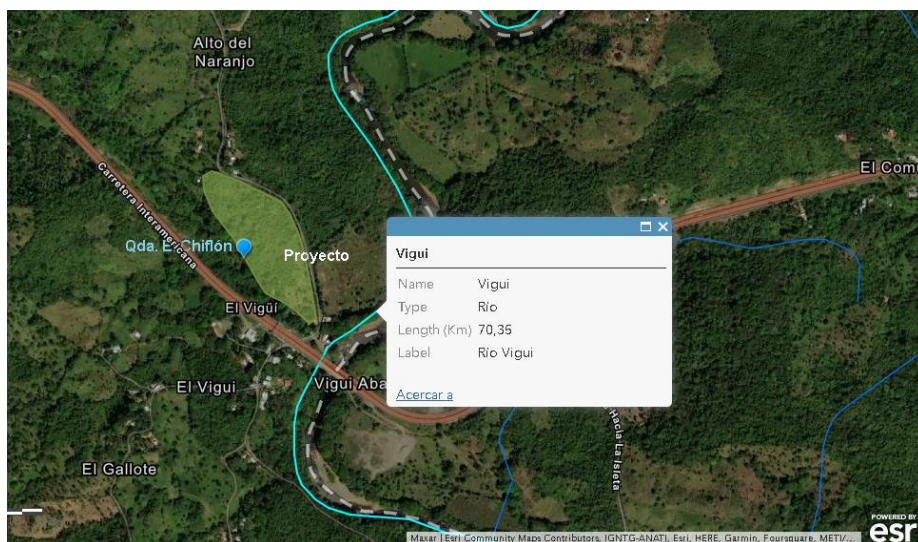 Alto del
Naranjo
Carretera Interamericana
El Com
Qda. El Chiflón
Proyecto
El Vigüí
El Vigui
Vigui Aba
El Gallote
Hacia La Isleta
Vigui
Name Vigui
Type Río
Length (Km) 70,35
Label Río Vigui
Acercar a
Maxar | Esri Community Maps Contributors, IGNTG-ANATI, Esri, HERE, Garmin, Foursquare, METI/...
POWERED BY
esri